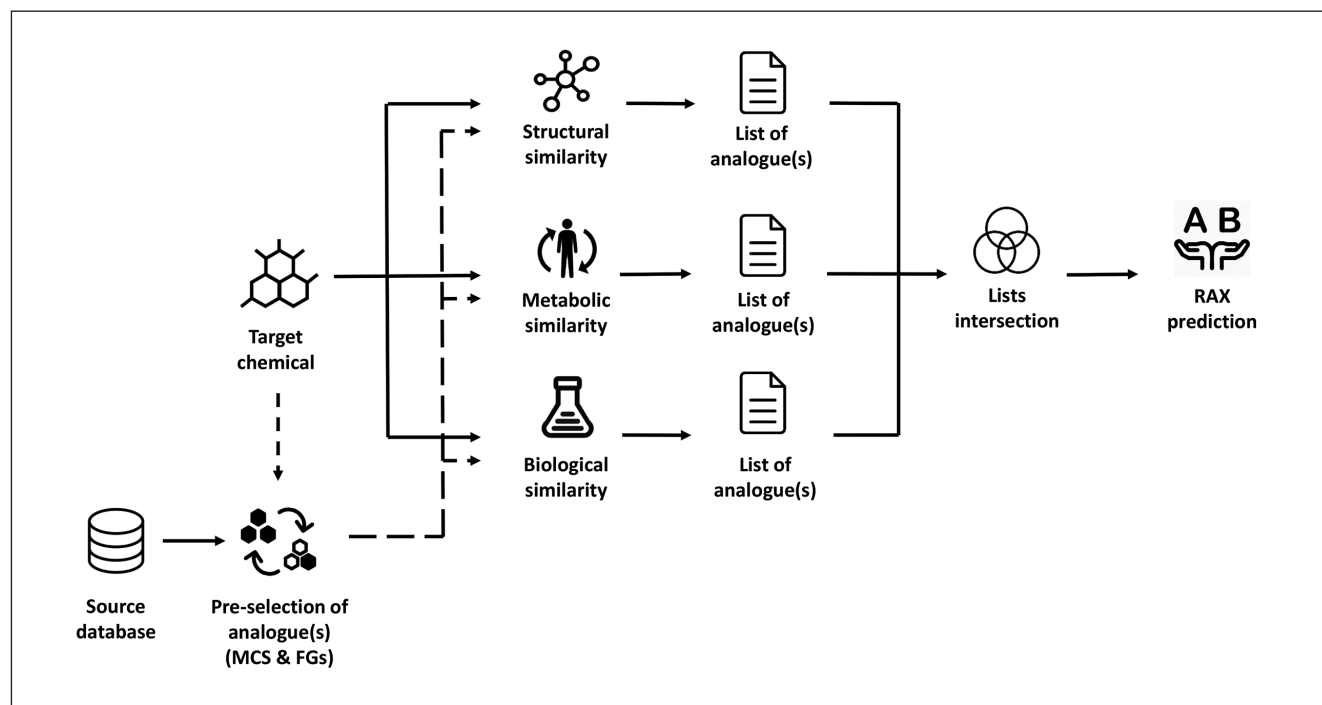 Structural
similarity
List of
analogue(s)
Target
chemical
Metabolic
similarity
List of
analogue(s)
Lists
intersection
A B
RAX
prediction
Biological
similarity
List of
analogue(s)
Source
database
Pre-selection of
analogue(s)
(MCS & FGs)